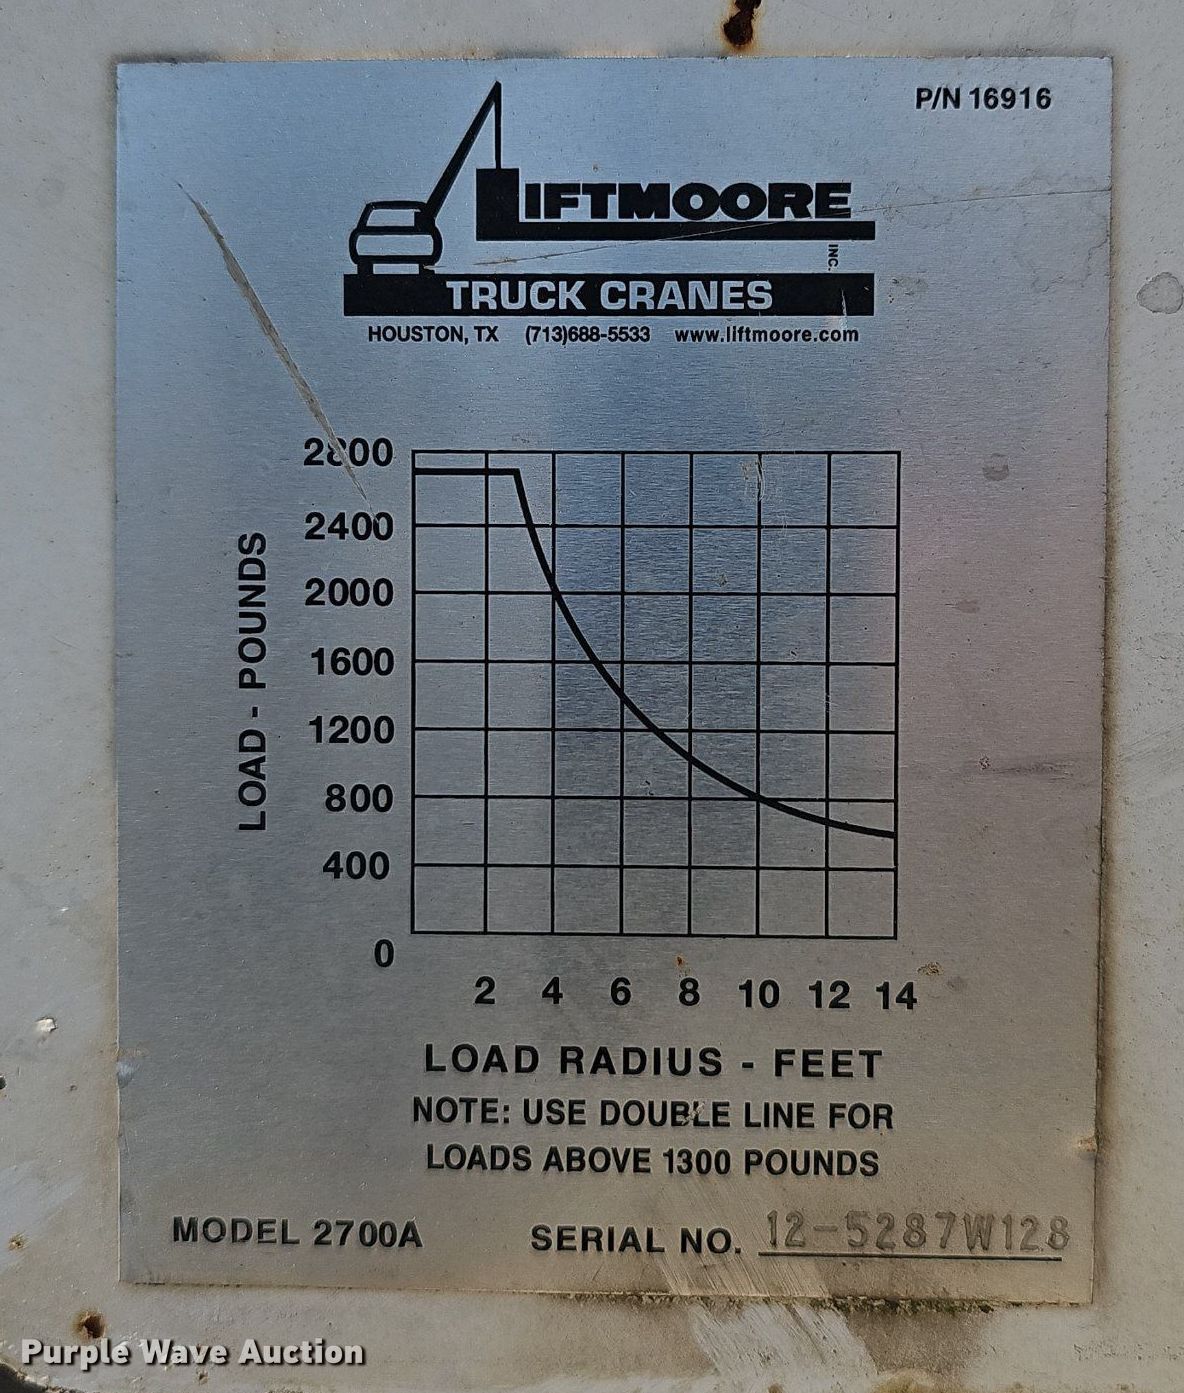 P/N 16916
LIFTMOORE
INC.
TRUCK CRANES
HOUSTON, TX (713)688-5533 www.liftmoore.com
2800
2400
2000
1600
1200
800
400
0
LOAD - POUNDS
2 4 6 8 10 12 14
LOAD RADIUS - FEET
NOTE: USE DOUBLE LINE FOR
LOADS ABOVE 1300 POUNDS
MODEL 2700A SERIAL NO. 12-5287W128
Purple Wave Auction